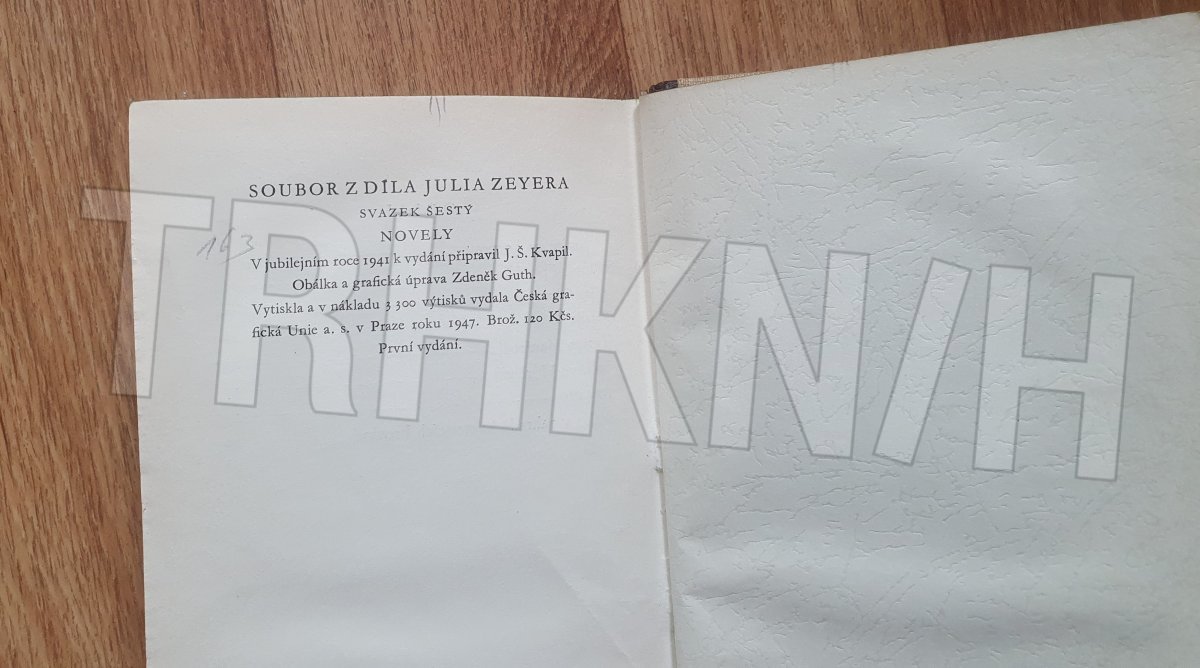 SOUBOR Z DÍLA JULIA ZEYERA
SVAZEK ŠESTÝ
NOVELY
163
V jubilejním roce 1941 k vydání připravil J. Š. Kvapil.
Obálka a grafická úprava Zdeněk Guth.
Vytiskla a v nákladu 3 300 výtisků vydala Česká gra-
fická Unie a. s. v Praze roku 1947. Brož. 120 Kčs.
První vydání.
TRHKNIH